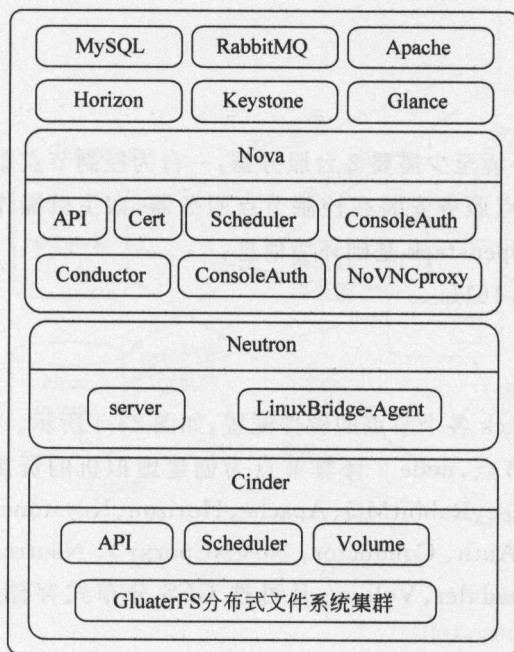 MySQL RabbitMQ Apache
Horizon Keystone Glance
Nova
API Cert Scheduler ConsoleAuth
Conductor ConsoleAuth NoVNCproxy
Neutron
server LinuxBridge-Agent
Cinder
API Scheduler Volume
GluaterFS分布式文件系统集群